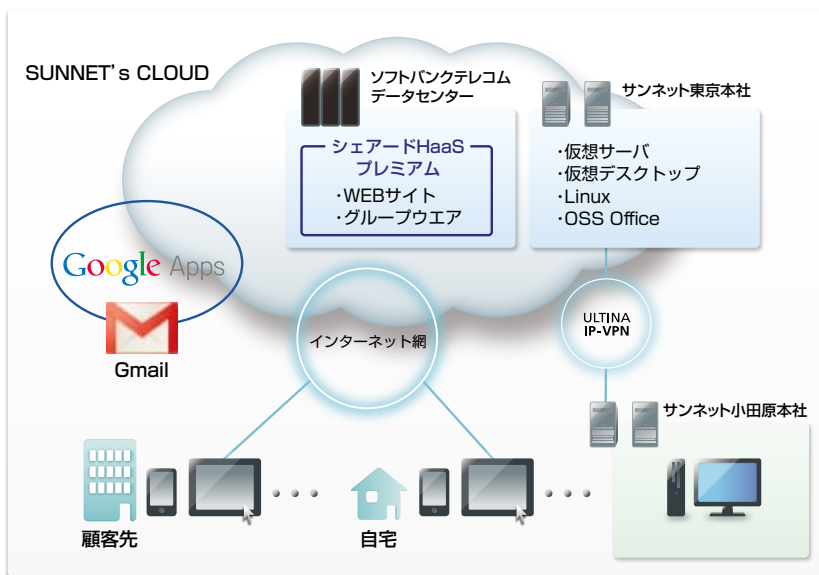 SUNNET's CLOUD
ソフトバンクテレコム
データセンター
シェアードHaaS
プレミアム
・WEBサイト
・グループウエア
サンネット東京本社
・仮想サーバ
・仮想デスクトップ
・Linux
・OSS Office
Google Apps
Gmail
インターネット網
ULTINA
IP-VPN
サンネット小田原本社
顧客先
・・・
自宅
・・・